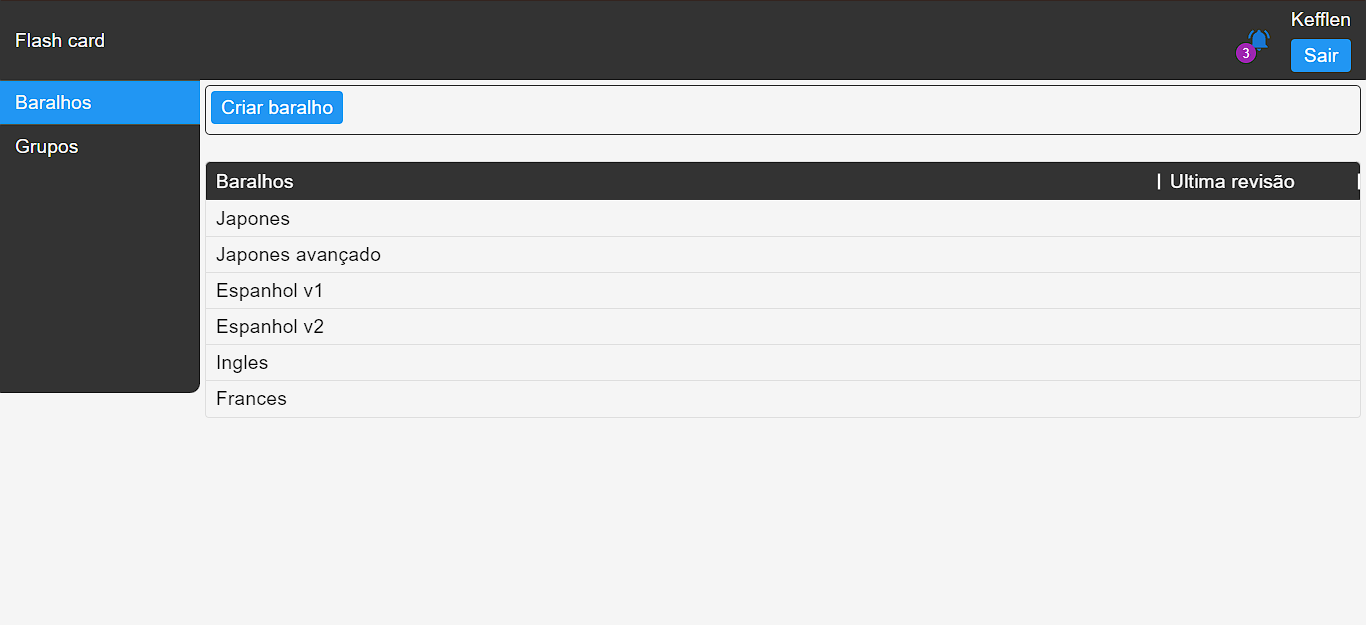 Flash card
3
Kefflen
Sair
Baralhos
Grupos
Criar baralho
Baralhos | Ultima revisão |
Japones
Japones avançado
Espanhol v1
Espanhol v2
Ingles
Frances